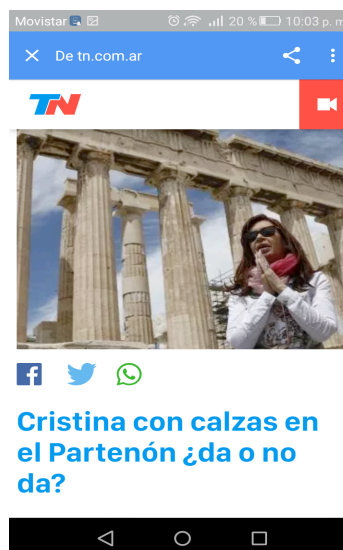 Movistar 20 % 10:03 p. m
De tn.com.ar
TN
Cristina con calzas en
el Partenón ¿da o no
da?